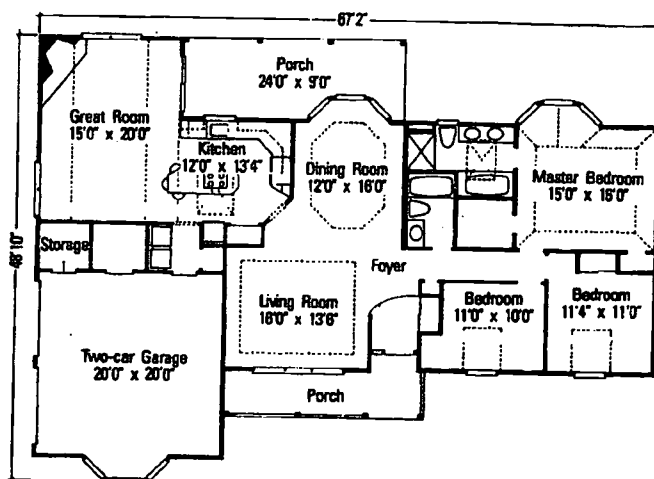 67'2"
Porch
24'0" x 9'0"
Great Room
15'0" x 20'0"
Kitchen
12'0" x 13'4"
Dining Room
12'0" x 16'0"
Master Bedroom
15'0" x 16'0"
48'10"
Storage
Foyer
Living Room
16'0" x 13'6"
Bedroom
11'0" x 10'0"
Bedroom
11'4" x 11'0"
Two-car Garage
20'0" x 20'0"
Porch